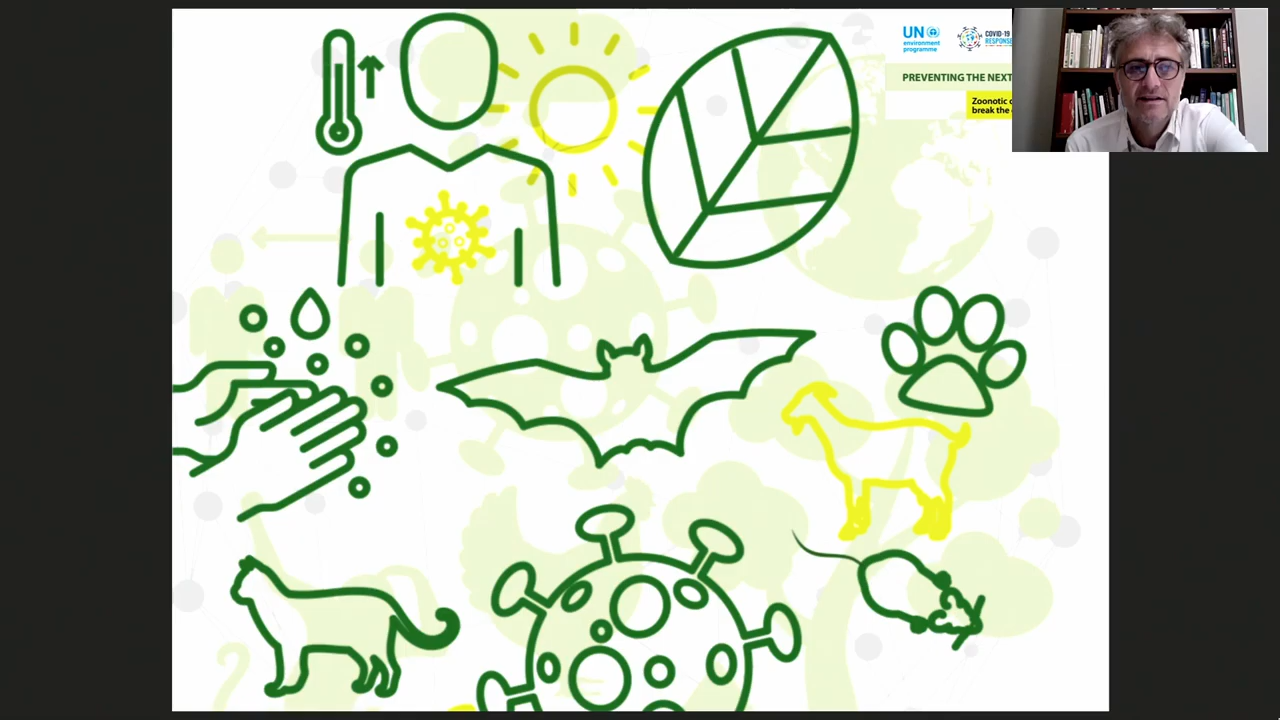 UN
environment
programme
COVID-19
RESPONSE
PREVENTING THE NEXT
Zoonotic
break the